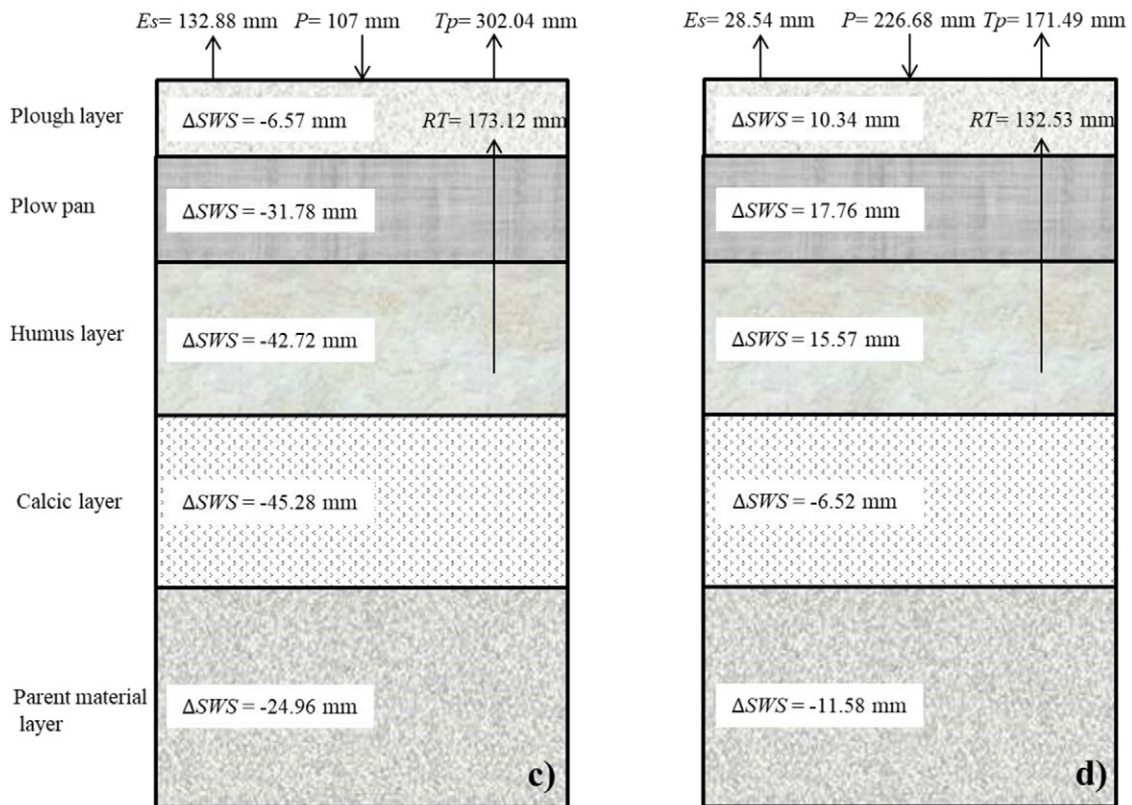 Es= 132.88 mm P= 107 mm Tp= 302.04 mm
Es= 28.54 mm P= 226.68 mm Tp= 171.49 mm
Plough layer
ΔSWS = -6.57 mm
RT= 173.12 mm
ΔSWS = 10.34 mm
RT= 132.53 mm
Plow pan
ΔSWS = -31.78 mm
ΔSWS = 17.76 mm
Humus layer
ΔSWS = -42.72 mm
ΔSWS = 15.57 mm
Calcic layer
ΔSWS = -45.28 mm
ΔSWS = -6.52 mm
Parent material
layer
ΔSWS = -24.96 mm
ΔSWS = -11.58 mm
c)
d)